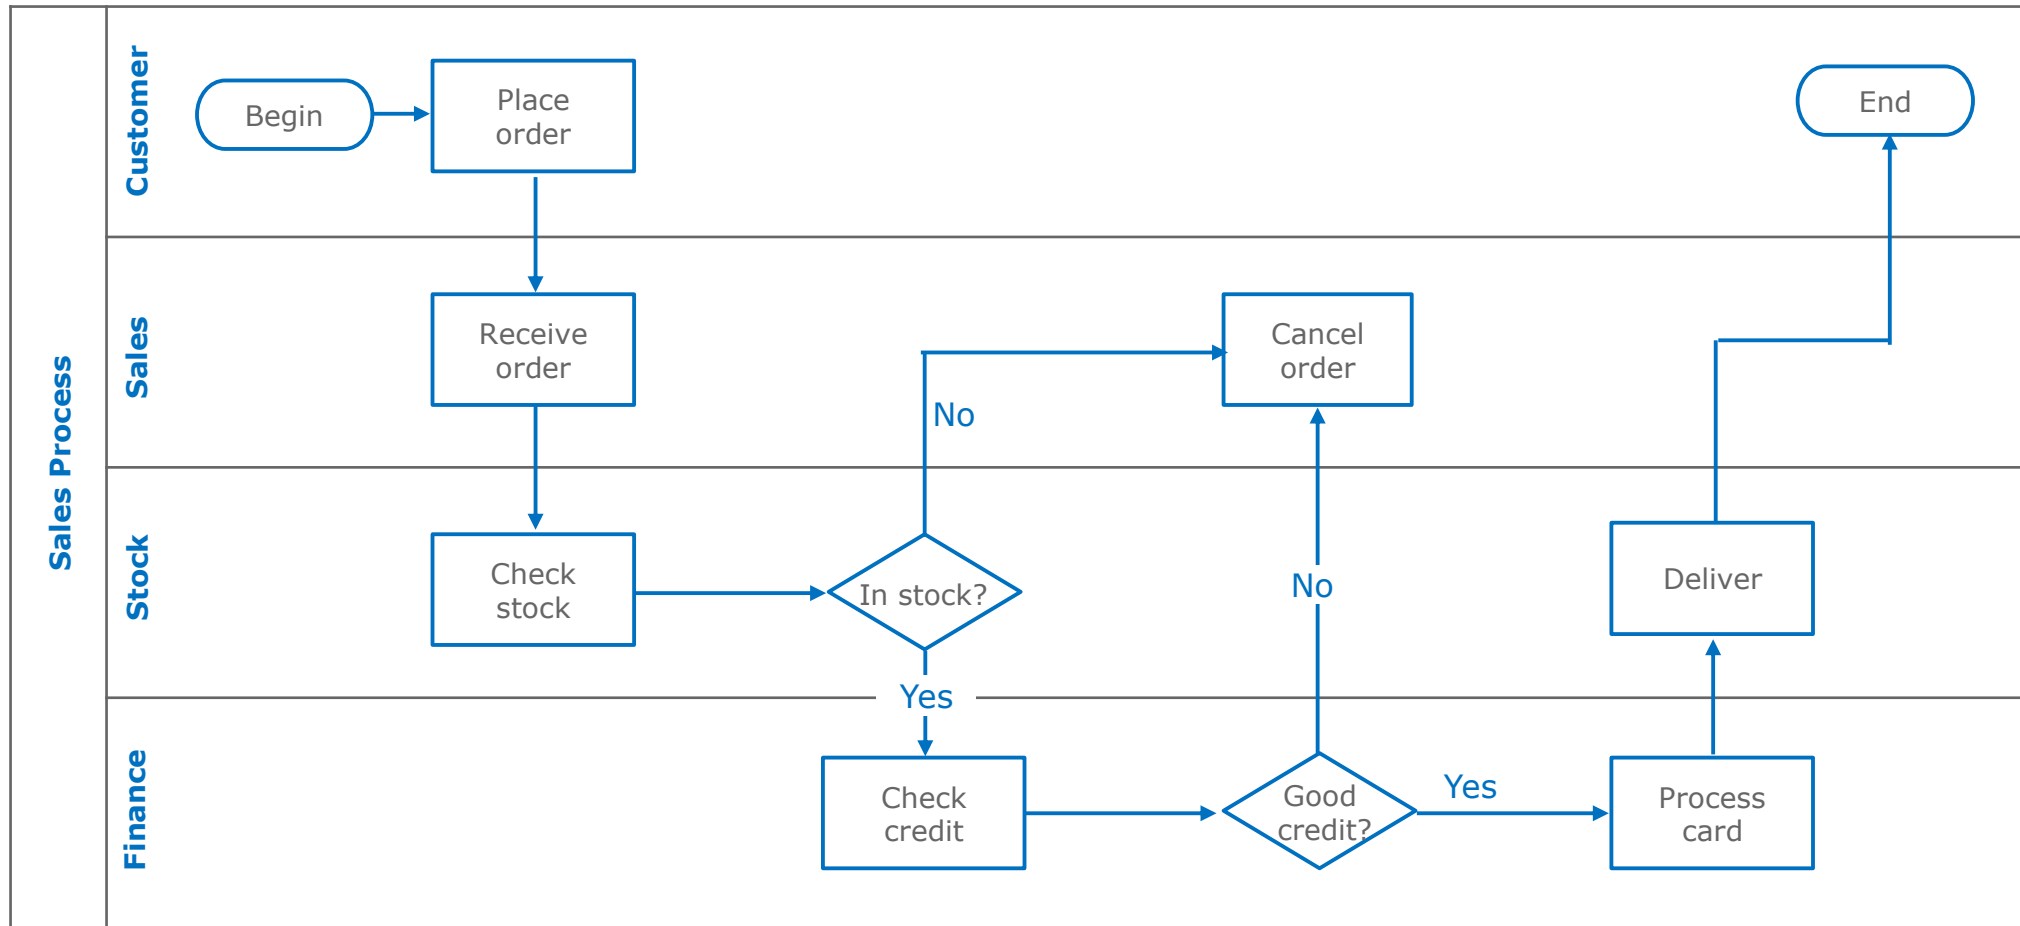 Sales Process
Customer
Begin
Place
order
End
Sales
Receive
order
Cancel
order
No
Stock
Check
stock
In stock?
No
Deliver
Yes
Finance
Check
credit
Good
credit?
Yes
Process
card